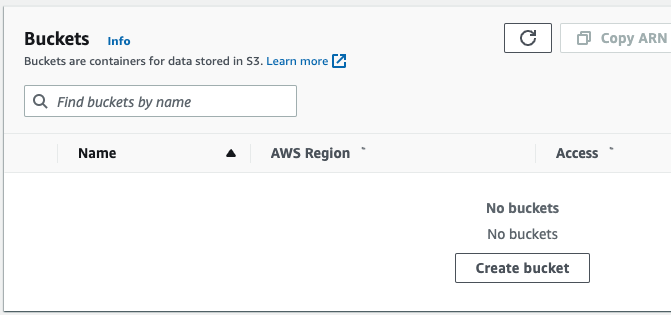 Buckets Info
Buckets are containers for data stored in S3. Learn more
Copy ARN
Find buckets by name
Name AWS Region Access
No buckets
No buckets
Create bucket